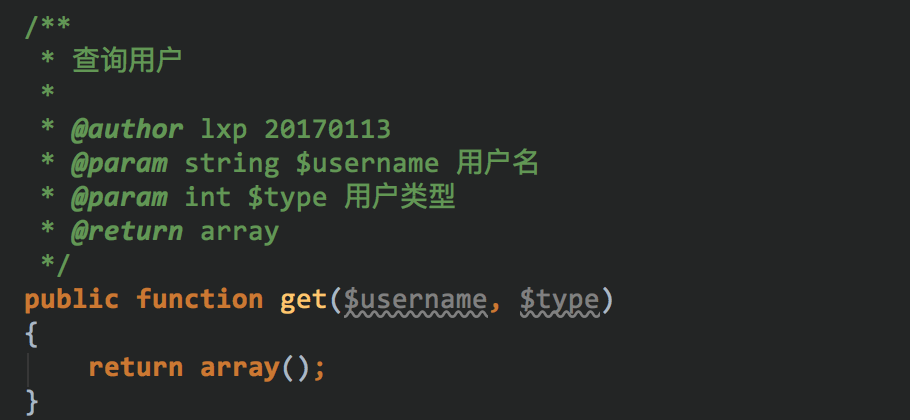 /**
 * 查询用户
 *
 * @author lxp 20170113
 * @param string $username 用户名
 * @param int $type 用户类型
 * @return array
 */
public function get($username, $type)
{
    return array();
}